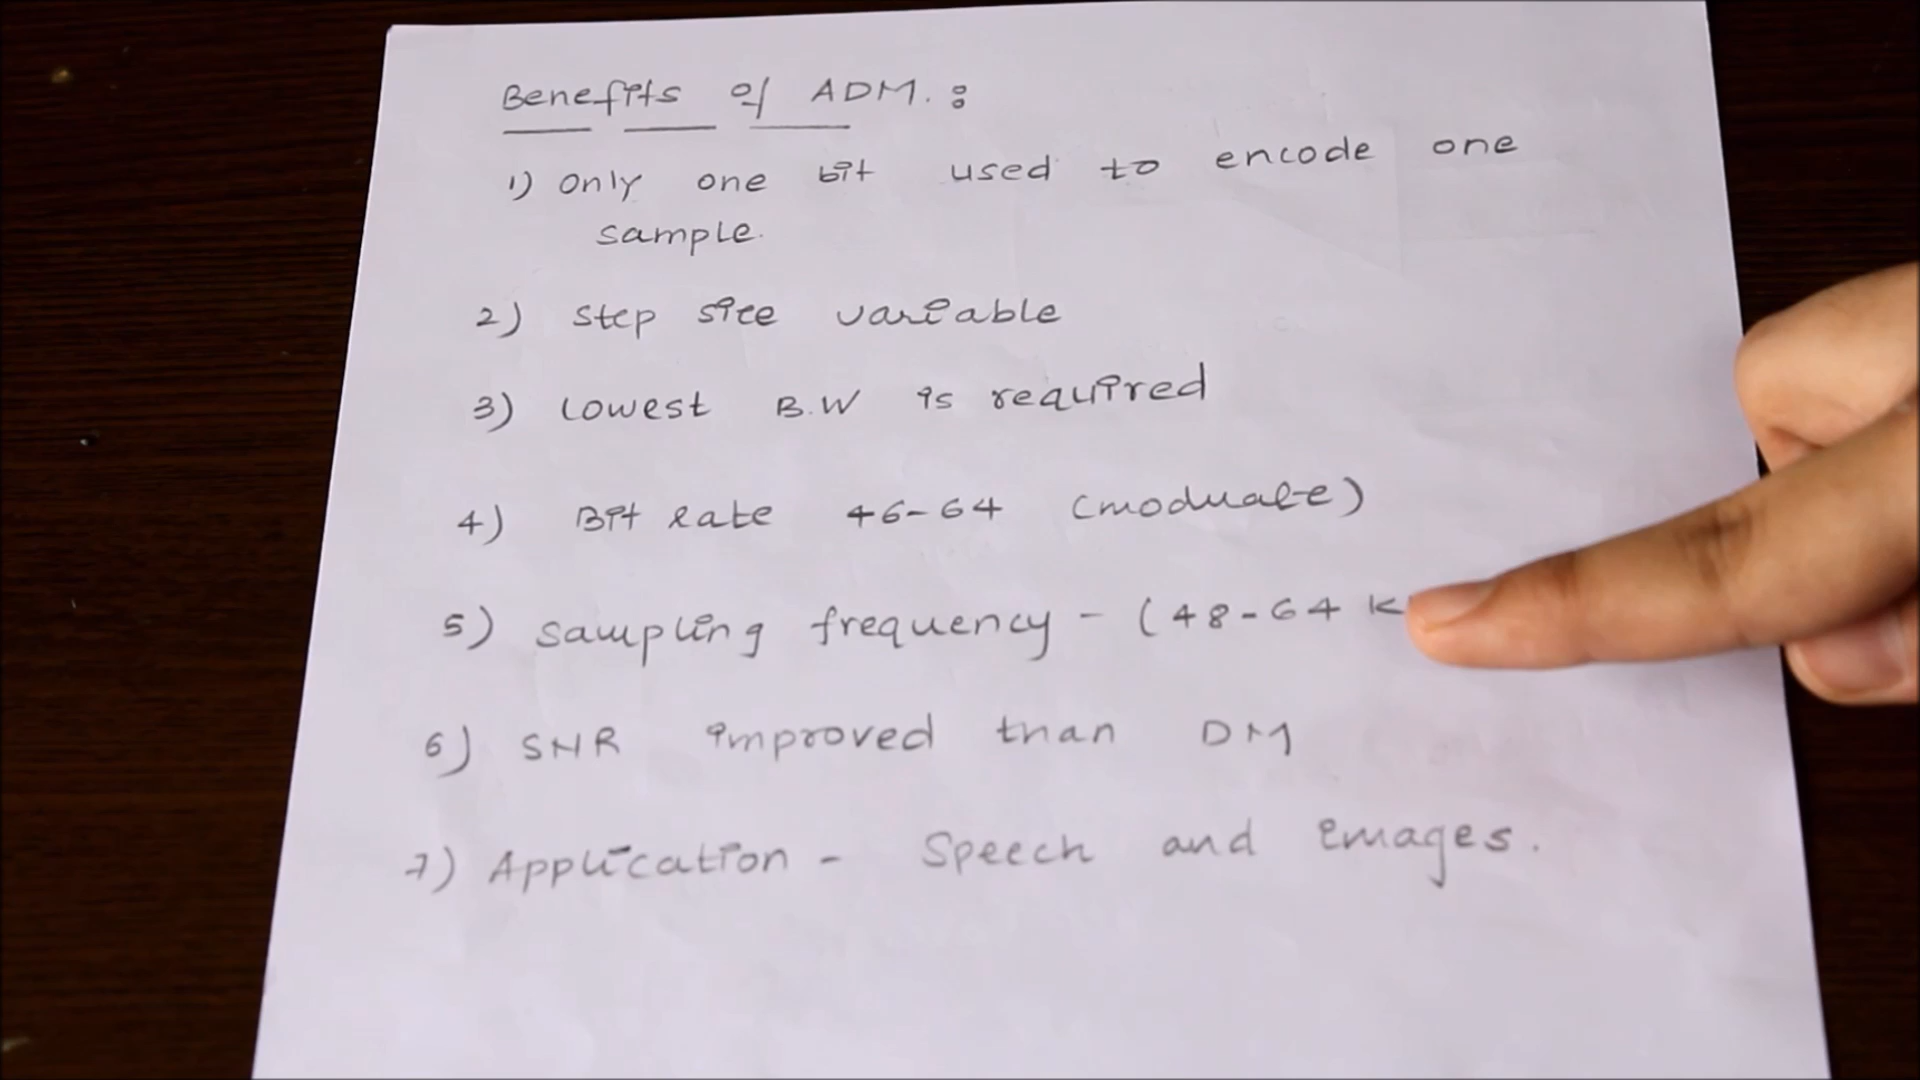 Benefits of ADM. :
1) Only one bit used to encode one
sample.
2) Step size variable
3) Lowest B.W is required
4) Bit Rate 46-64 (moduate)
5) Sampling frequency - (48-64 K
6) SNR improved than DM
7) Application - Speech and images.